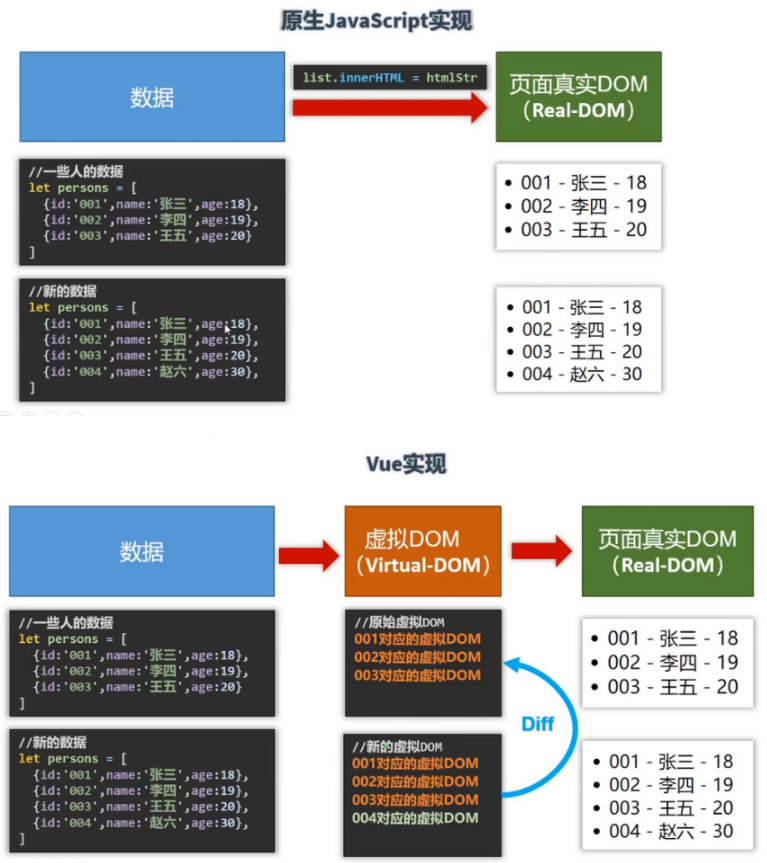 原生JavaScript实现
数据
list.innerHTML = htmlStr
页面真实DOM
（Real-DOM）
//一些人的数据
let persons = [
{id:'001',name:'张三',age:18},
{id:'002',name:'李四',age:19},
{id:'003',name:'王五',age:20}
]
• 001 - 张三 - 18
• 002 - 李四 - 19
• 003 - 王五 - 20
//新的数据
let persons = [
{id:'001',name:'张三',age:18},
{id:'002',name:'李四',age:19},
{id:'003',name:'王五',age:20},
{id:'004',name:'赵六',age:30},
]
• 001 - 张三 - 18
• 002 - 李四 - 19
• 003 - 王五 - 20
• 004 - 赵六 - 30
Vue实现
数据
虚拟DOM
（Virtual-DOM）
页面真实DOM
（Real-DOM）
//一些人的数据
let persons = [
{id:'001',name:'张三',age:18},
{id:'002',name:'李四',age:19},
{id:'003',name:'王五',age:20}
]
//原始虚拟DOM
001对应的虚拟DOM
002对应的虚拟DOM
003对应的虚拟DOM
• 001 - 张三 - 18
• 002 - 李四 - 19
• 003 - 王五 - 20
Diff
//新的数据
let persons = [
{id:'001',name:'张三',age:18},
{id:'002',name:'李四',age:19},
{id:'003',name:'王五',age:20},
{id:'004',name:'赵六',age:30},
]
//新的虚拟DOM
001对应的虚拟DOM
002对应的虚拟DOM
003对应的虚拟DOM
004对应的虚拟DOM
• 001 - 张三 - 18
• 002 - 李四 - 19
• 003 - 王五 - 20
• 004 - 赵六 - 30